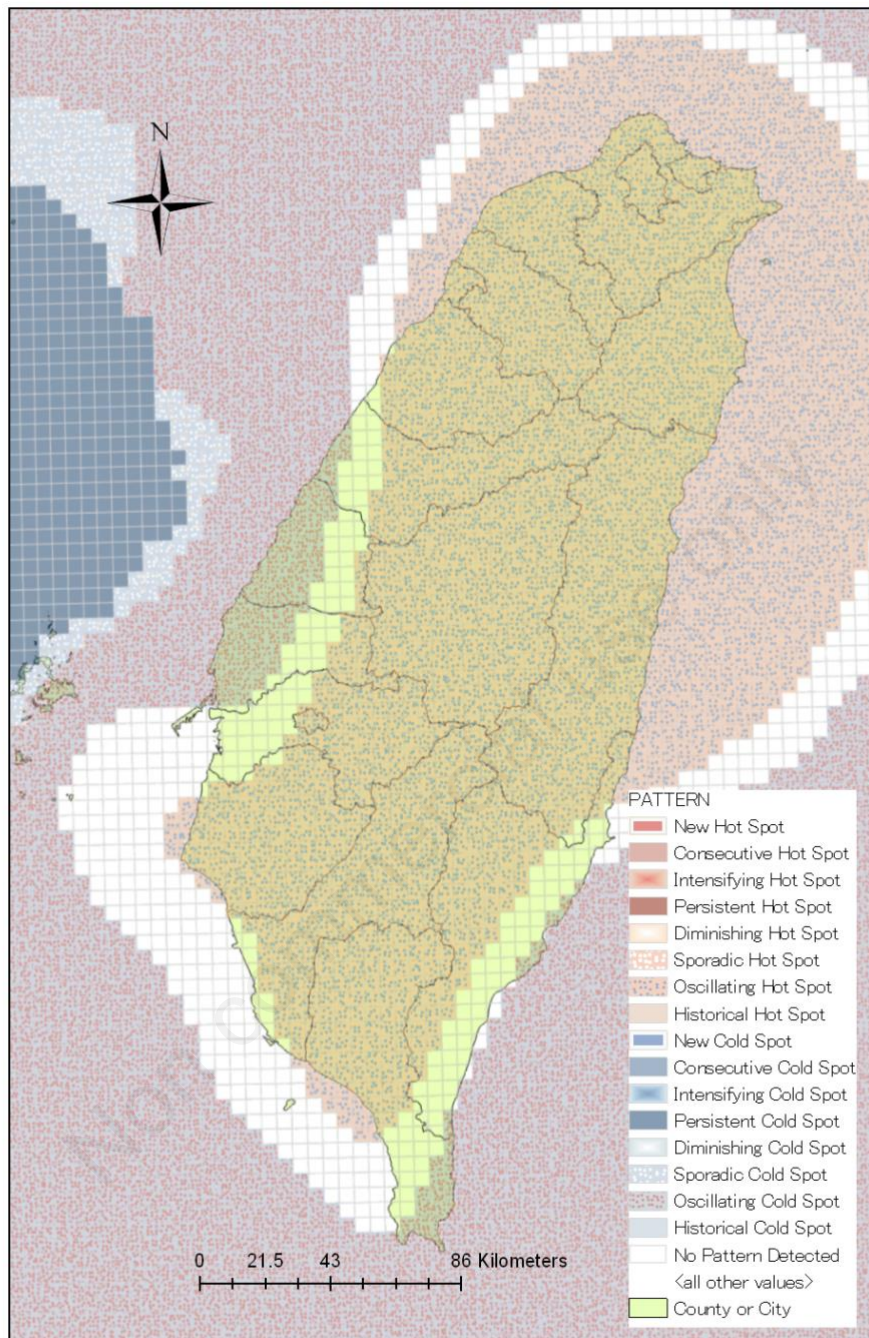 N
PATTERN
New Hot Spot
Consecutive Hot Spot
Intensifying Hot Spot
Persistent Hot Spot
Diminishing Hot Spot
Sporadic Hot Spot
Oscillating Hot Spot
Historical Hot Spot
New Cold Spot
Consecutive Cold Spot
Intensifying Cold Spot
Persistent Cold Spot
Diminishing Cold Spot
Sporadic Cold Spot
Oscillating Cold Spot
Historical Cold Spot
No Pattern Detected
<all other values>
County or City
0 21.5 43 86 Kilometers